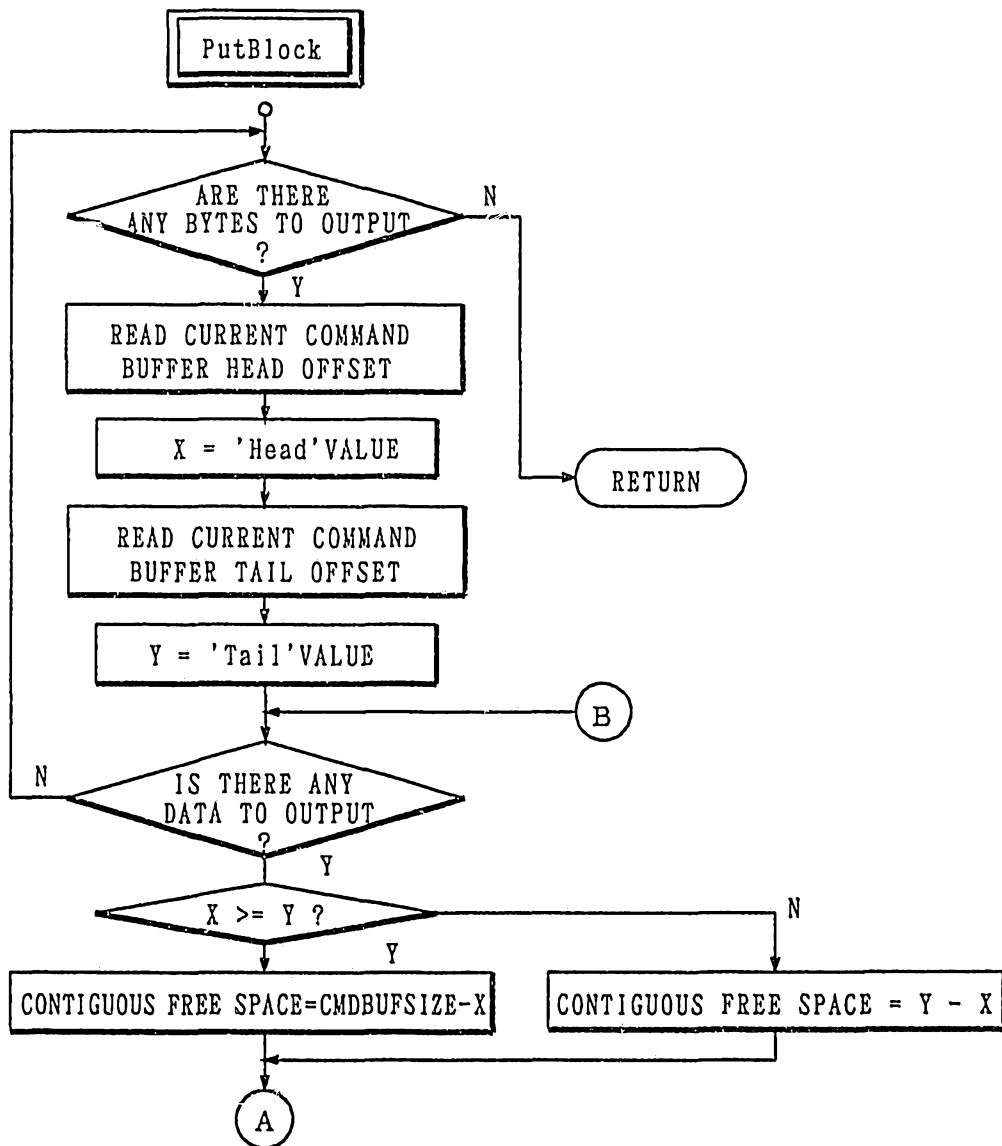 PutBlock
ARE THERE
ANY BYTES TO OUTPUT
?
N
Y
READ CURRENT COMMAND
BUFFER HEAD OFFSET
X = 'Head'VALUE
RETURN
READ CURRENT COMMAND
BUFFER TAIL OFFSET
Y = 'Tail'VALUE
B
N
IS THERE ANY
DATA TO OUTPUT
?
Y
X >= Y ?
N
Y
CONTIGUOUS FREE SPACE=CMDBUFSIZE-X
CONTIGUOUS FREE SPACE = Y - X
A